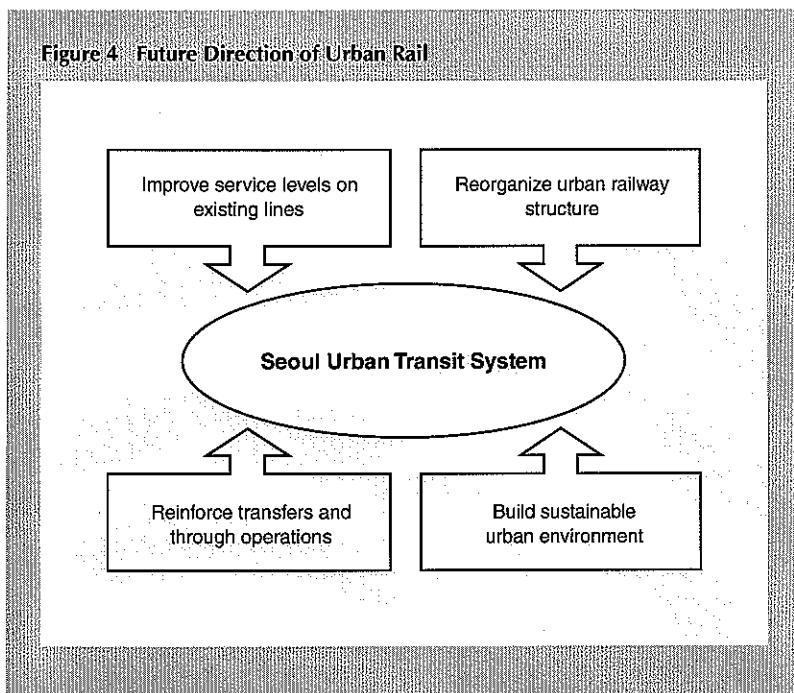 Figure 4 Future Direction of Urban Rail
Improve service levels on
existing lines
Reorganize urban railway
structure
Seoul Urban Transit System
Reinforce transfers and
through operations
Build sustainable
urban environment